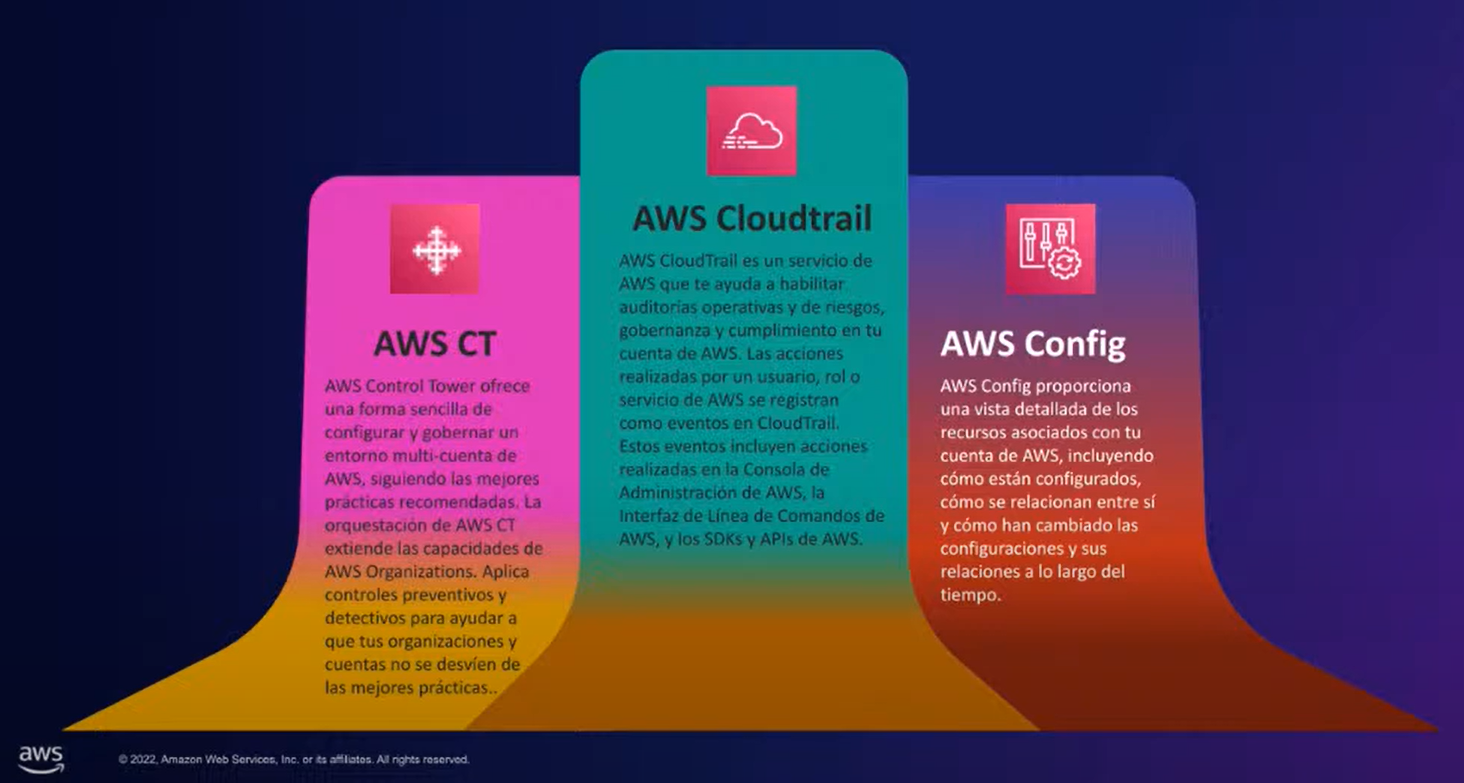 AWS CT
AWS Control Tower ofrece
una forma sencilla de
configurar y gobernar un
entorno multi-cuenta de
AWS, siguiendo las mejores
prácticas recomendadas. La
orquestación de AWS CT
extiende las capacidades de
AWS Organizations. Aplica
controles preventivos y
detectivos para ayudar a
que tus organizaciones y
cuentas no se desvíen de
las mejores prácticas..
AWS Cloudtrail
AWS CloudTrail es un servicio de
AWS que te ayuda a habilitar
auditorías operativas y de riesgos,
gobernanza y cumplimiento en tu
cuenta de AWS. Las acciones
realizadas por un usuario, rol o
servicio de AWS se registran
como eventos en CloudTrail.
Estos eventos incluyen acciones
realizadas en la Consola de
Administración de AWS, la
Interfaz de Línea de Comandos de
AWS, y los SDKs y APIs de AWS.
AWS Config
AWS Config proporciona
una vista detallada de los
recursos asociados con tu
cuenta de AWS, incluyendo
cómo están configurados,
cómo se relacionan entre sí
y cómo han cambiado las
configuraciones y sus
relaciones a lo largo del
tiempo.
aws
© 2022, Amazon Web Services, Inc. or its affiliates. All rights reserved.